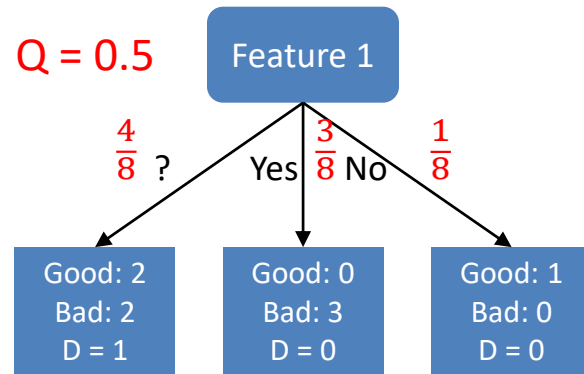 Q = 0.5
Feature 1
4/8 ? Yes 3/8 No 1/8
Good: 2
Bad: 2
D = 1
Good: 0
Bad: 3
D = 0
Good: 1
Bad: 0
D = 0